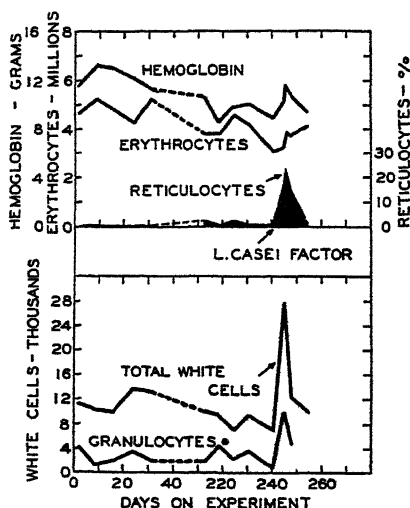 16
8
12
6
8
4
4
2
0
0
HEMOGLOBIN - GRAMS
ERYTHROCYTES - MILLIONS
HEMOGLOBIN
ERYTHROCYTES
RETICULOCYTES
30
20
10
0
RETICULOCYTES - %
L. CASEI FACTOR
28
24
20
16
12
8
4
0
WHITE CELLS - THOUSANDS
TOTAL WHITE
CELLS
GRANULOCYTES
0 20 40 220 240 260
DAYS ON EXPERIMENT